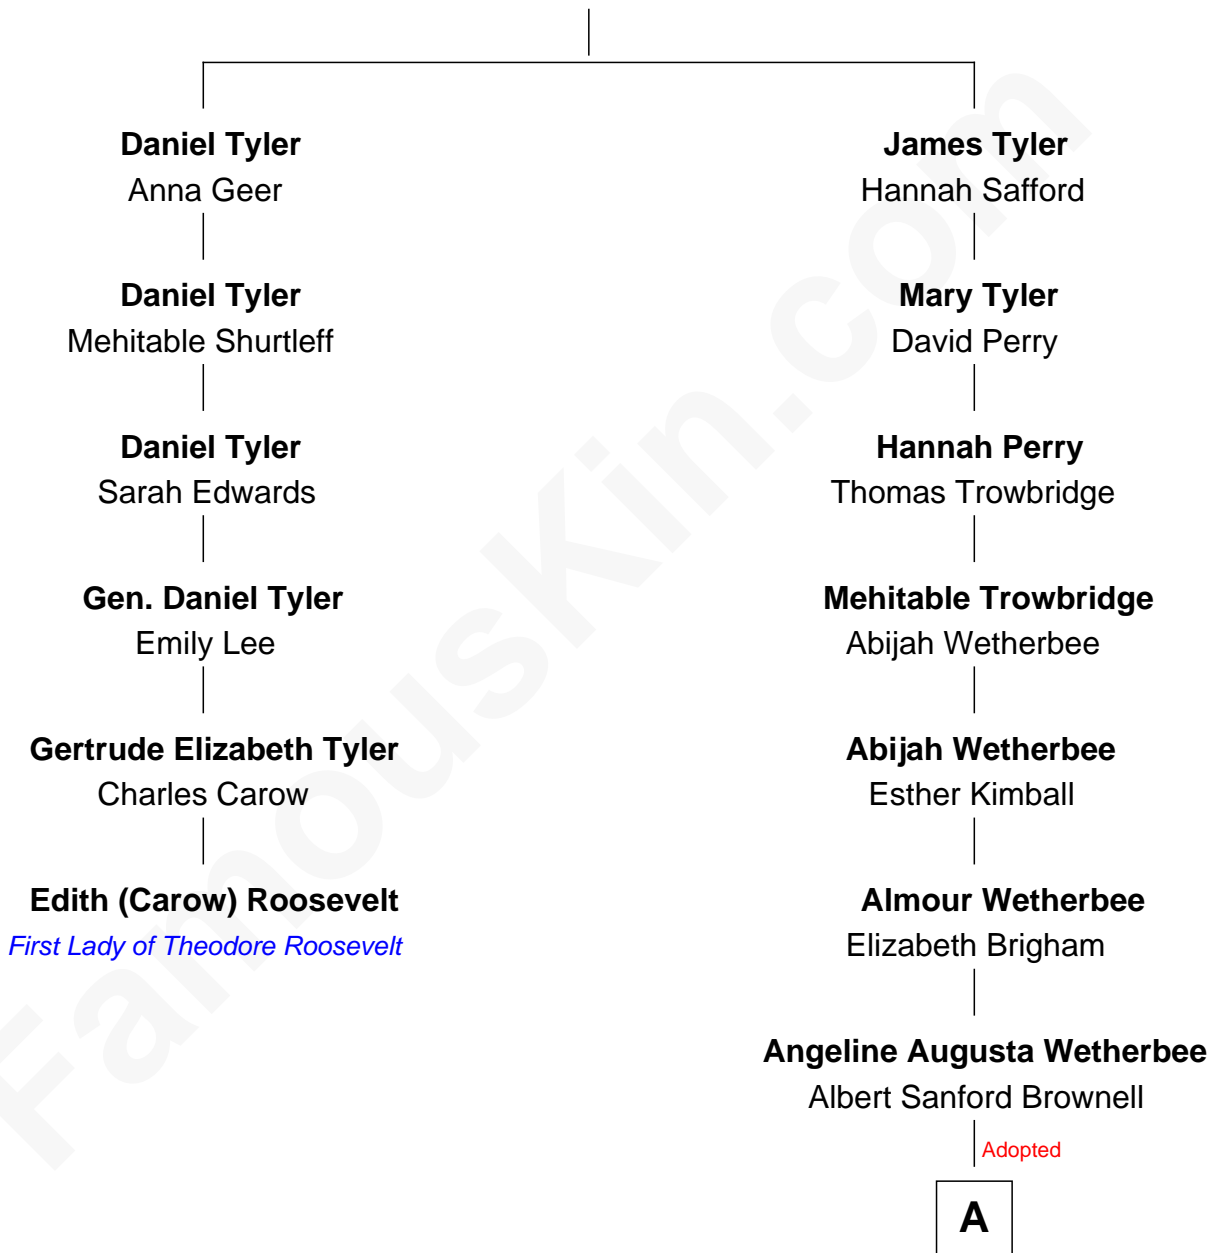 Daniel Tyler
Anna Geer
James Tyler
Hannah Safford
Daniel Tyler
Mehitable Shurtleff
Mary Tyler
David Perry
Daniel Tyler
Sarah Edwards
Hannah Perry
Thomas Trowbridge
Gen. Daniel Tyler
Emily Lee
Mehitable Trowbridge
Abijah Wetherbee
Gertrude Elizabeth Tyler
Charles Carow
Abijah Wetherbee
Esther Kimball
Edith (Carow) Roosevelt
First Lady of Theodore Roosevelt
Almour Wetherbee
Elizabeth Brigham
Angeline Augusta Wetherbee
Albert Sanford Brownell
Adopted
A
FamousKin.com